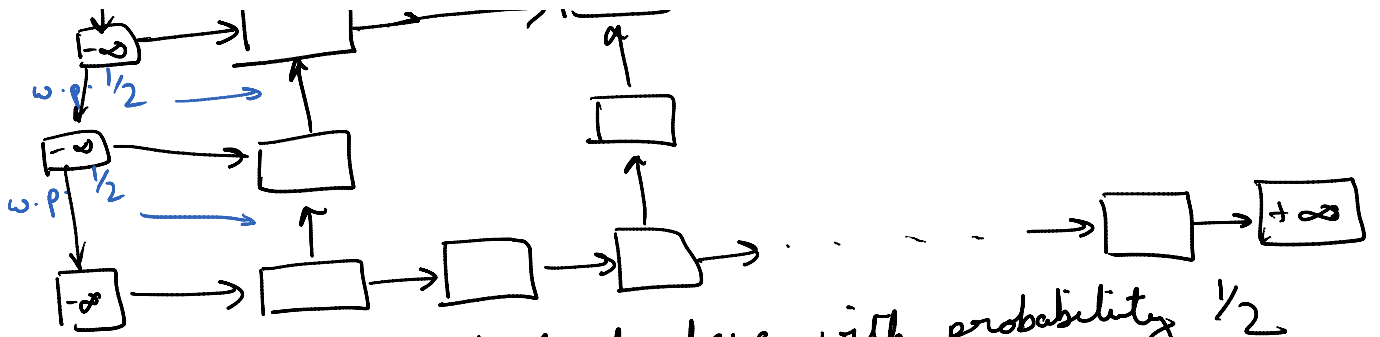 -∞
w.p. 1/2
-∞
w.p. 1/2
+∞
-∞
with probability 1/2